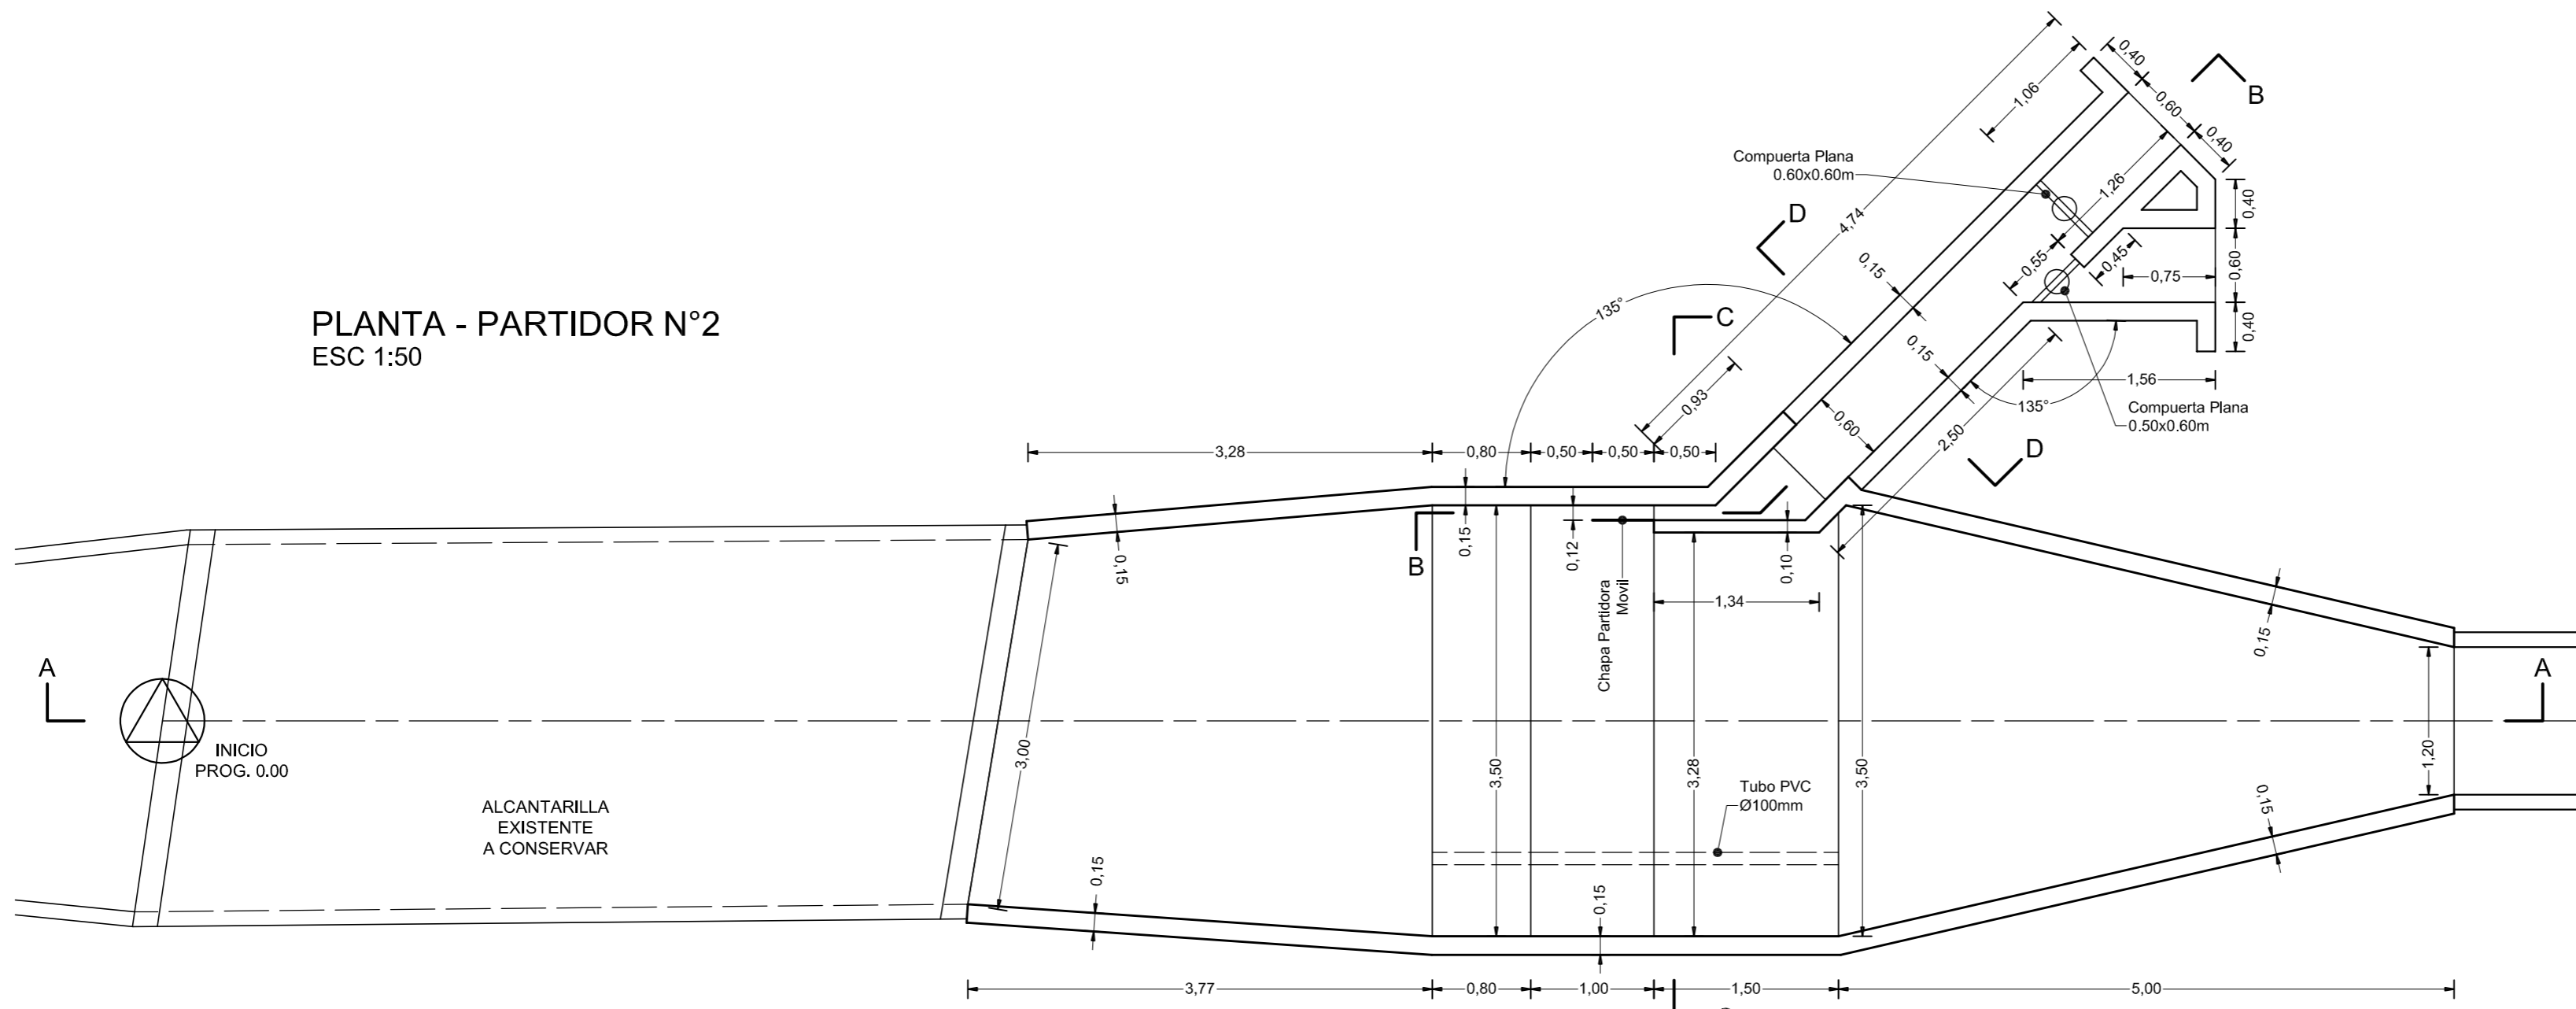 PLANTA - PARTIDOR N°2
ESC 1:50
0,40
0,60
0,40
B
1,06
4,74
Compuerta Plana
0.60x0.60m
1,26
0,40
D
0,55
0,45
0,75
0,60
0,15
135°
C
0,15
0,40
1,56
135°
Compuerta Plana
0.50x0.60m
0,93
0,60
2,50
D
3,28
0,80
0,50
0,50
0,50
0,15
0,15
0,12
B
0,10
Chapa Partidora
Movil
1,34
0,15
A
A
INICIO
PROG. 0.00
3,00
3,50
3,28
3,50
1,20
Tubo PVC
Ø100mm
ALCANTARILLA
EXISTENTE
A CONSERVAR
0,15
0,15
0,15
3,77
0,80
1,00
1,50
5,00